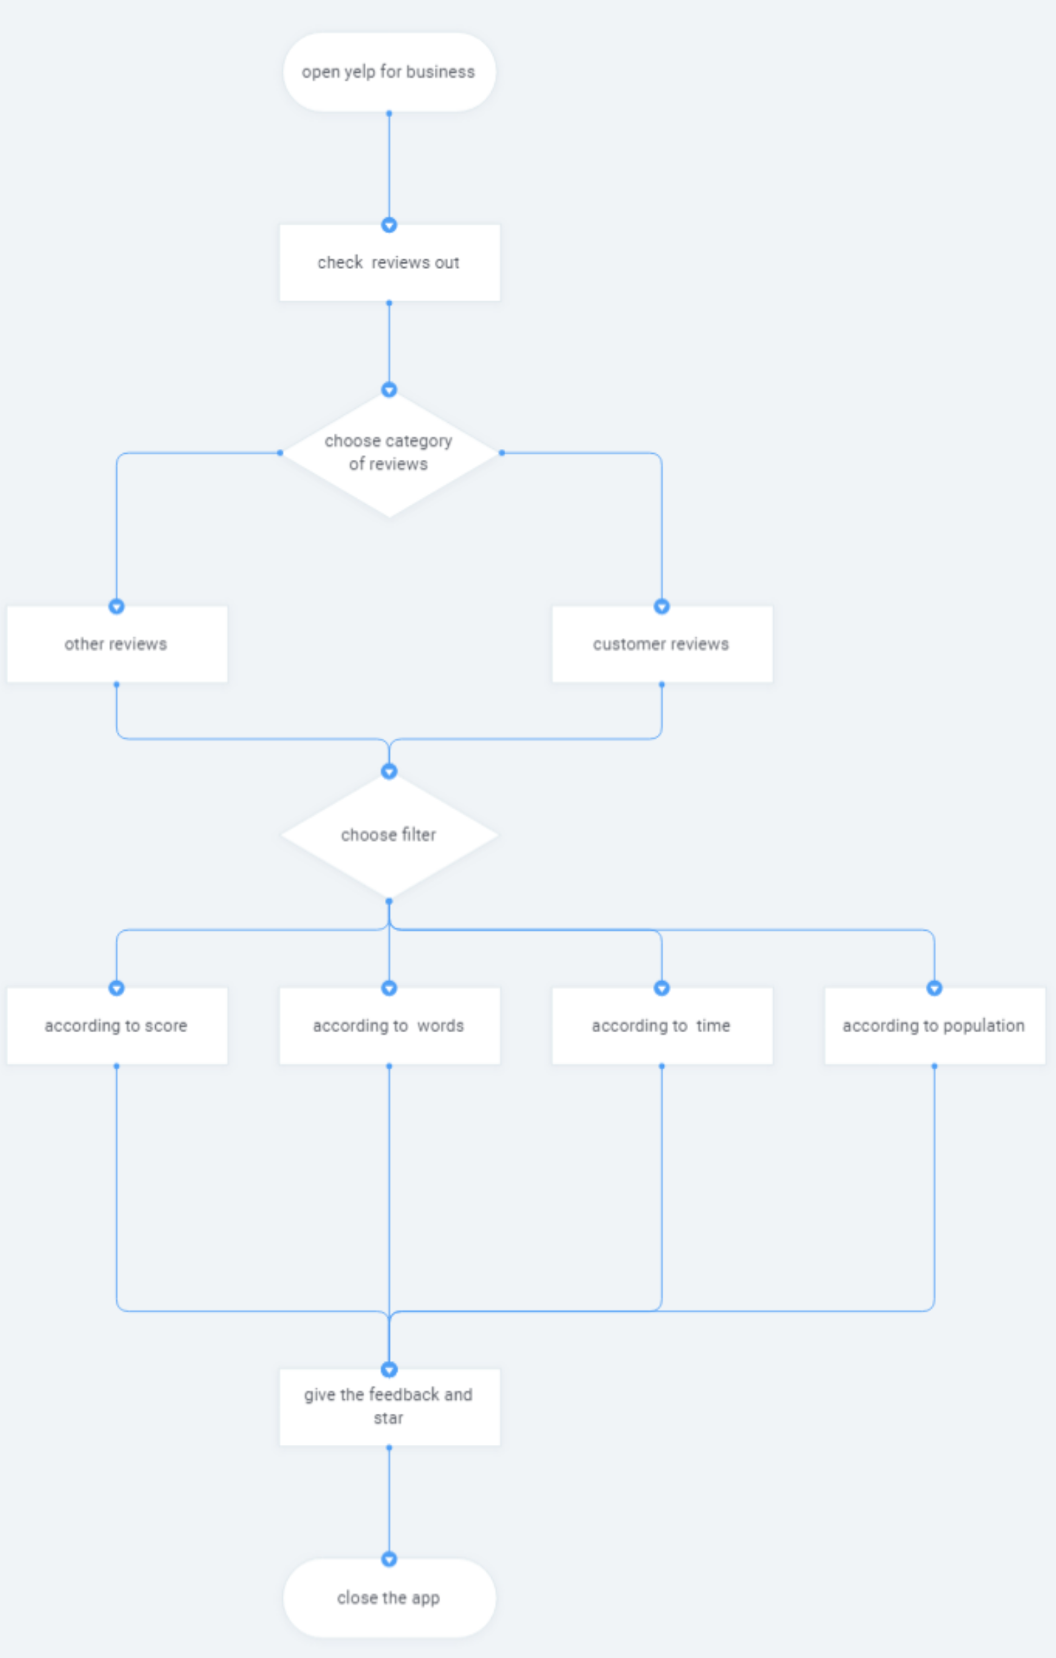 open yelp for business
check  reviews out
choose category
of reviews
other reviews
customer reviews
choose filter
according to score
according to  words
according to  time
according to population
give the feedback and
star
close the app